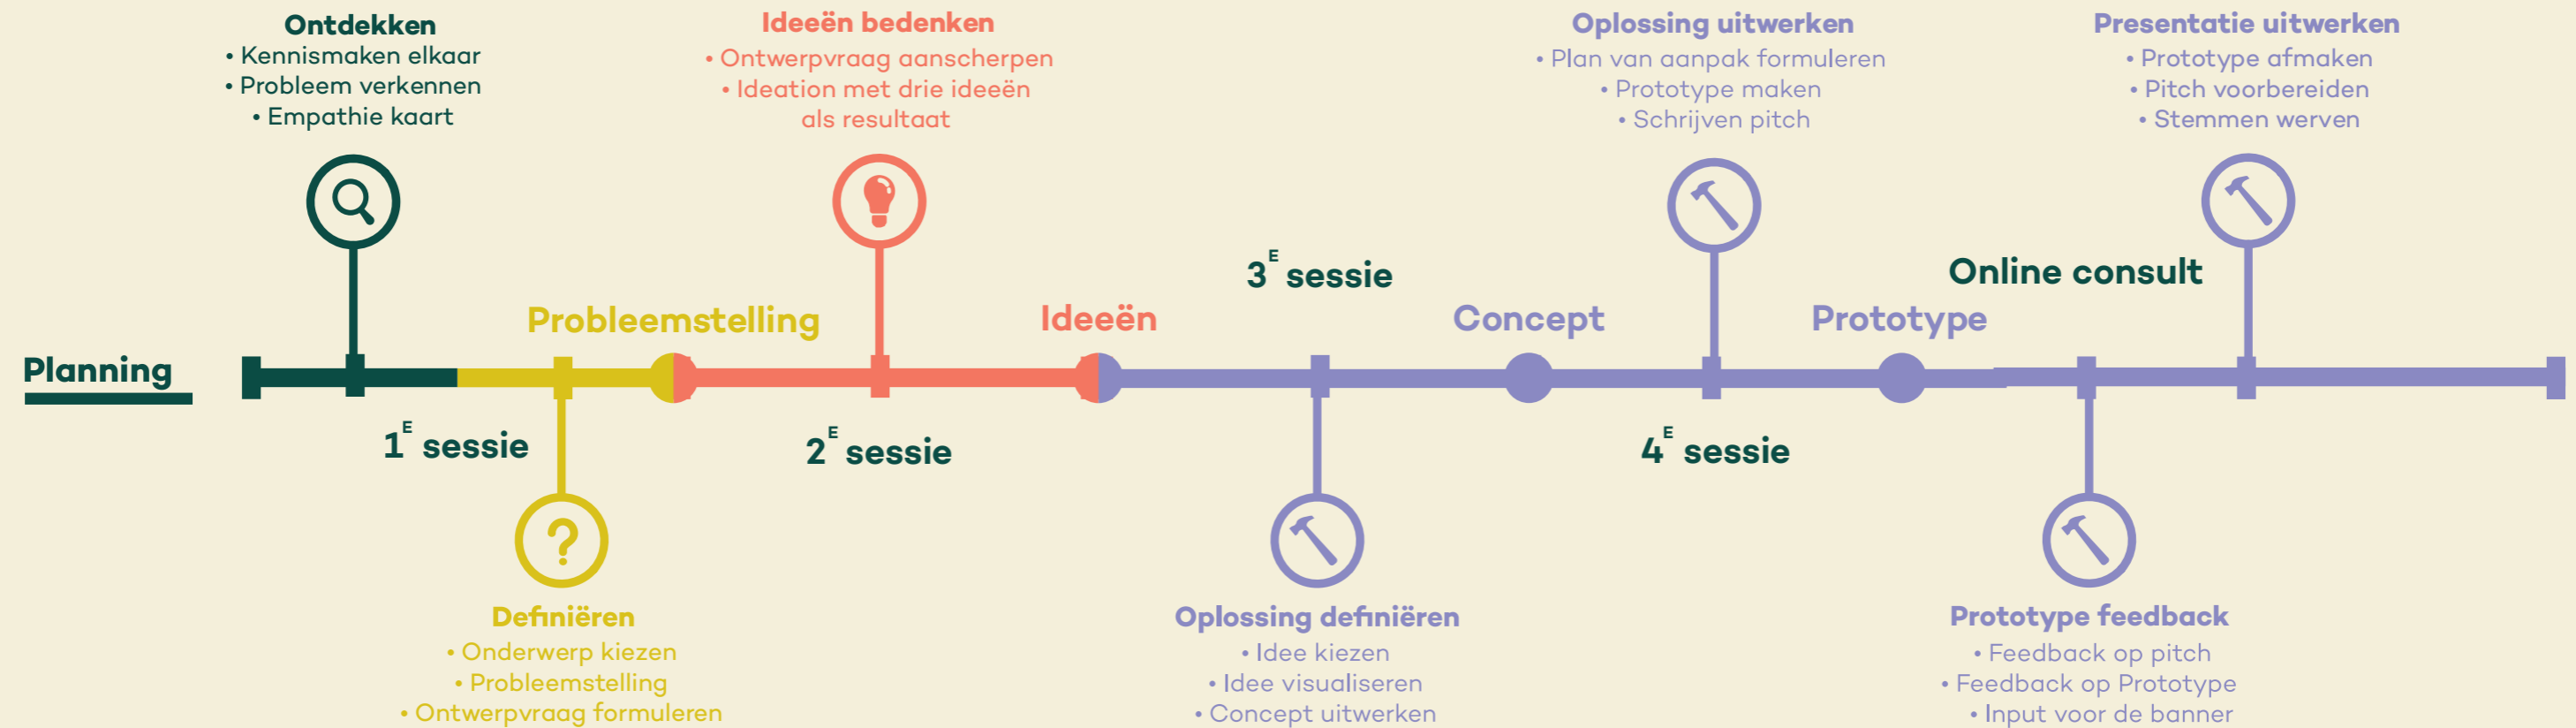 Ontdekken
• Kennismaken elkaar
• Probleem verkennen
• Empathie kaart
Ideeën bedenken
• Ontwerpvraag aanscherpen
• Ideation met drie ideeën
als resultaat
Oplossing uitwerken
• Plan van aanpak formuleren
• Prototype maken
• Schrijven pitch
Presentatie uitwerken
• Prototype afmaken
• Pitch voorbereiden
• Stemmen werven
Planning
1E sessie
Probleemstelling
2E sessie
Ideeën
3E sessie
Concept
4E sessie
Prototype
Online consult
Definiëren
• Onderwerp kiezen
• Probleemstelling
• Ontwerpvraag formuleren
Oplossing definiëren
• Idee kiezen
• Idee visualiseren
• Concept uitwerken
Prototype feedback
• Feedback op pitch
• Feedback op Prototype
• Input voor de banner